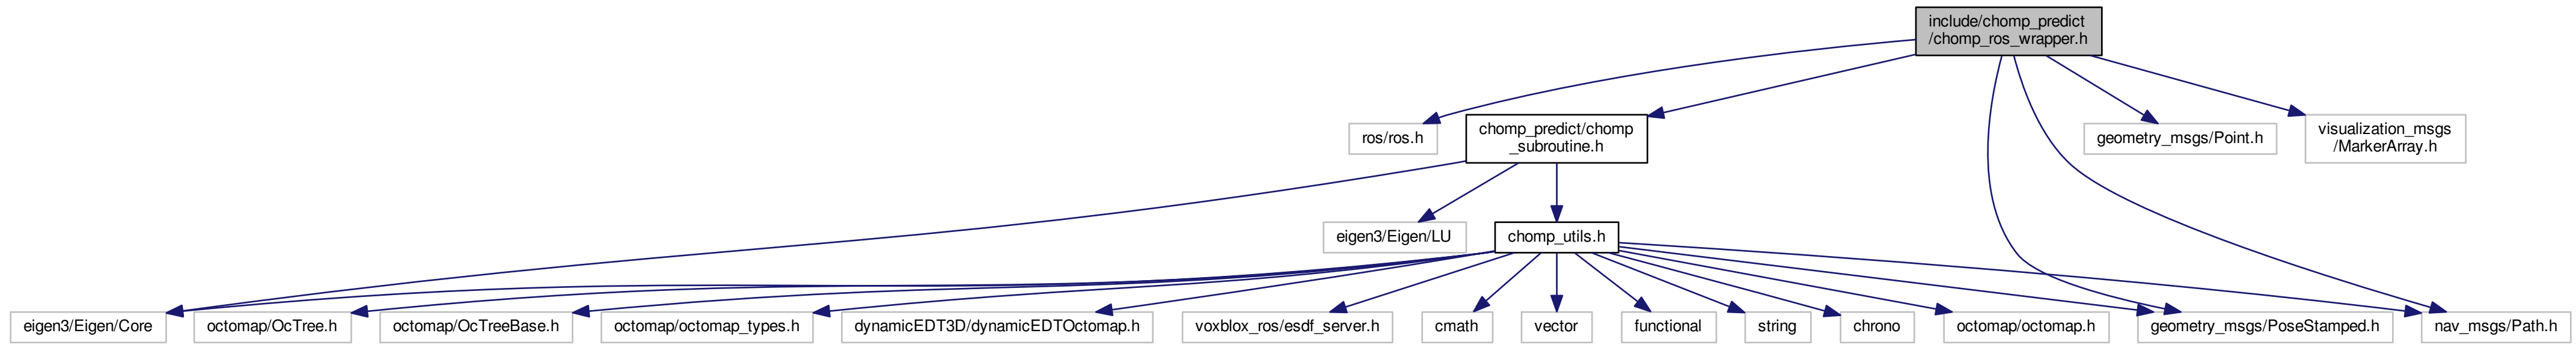 include/chomp_predict
/chomp_ros_wrapper.h
ros/ros.h
chomp_predict/chomp
_subroutine.h
geometry_msgs/Point.h
visualization_msgs
/MarkerArray.h
eigen3/Eigen/LU
chomp_utils.h
eigen3/Eigen/Core
octomap/OcTree.h
octomap/OcTreeBase.h
octomap/octomap_types.h
dynamicEDT3D/dynamicEDTOctomap.h
voxblox_ros/esdf_server.h
cmath
vector
functional
string
chrono
octomap/octomap.h
geometry_msgs/PoseStamped.h
nav_msgs/Path.h